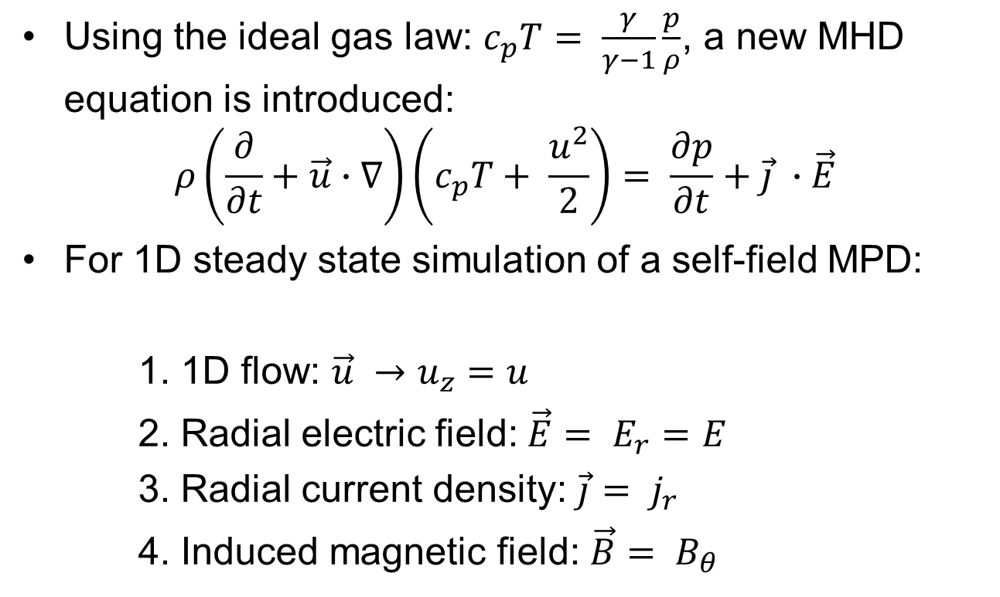 • Using the ideal gas law: $c_pT = \frac{\gamma}{\gamma-1}\frac{p}{\rho}$, a new MHD
equation is introduced:
$\rho\left(\frac{\partial}{\partial t} + \vec{u}\cdot\nabla\right)\left(c_pT + \frac{u^2}{2}\right) = \frac{\partial p}{\partial t} + \vec{j}\cdot\vec{E}$
• For 1D steady state simulation of a self-field MPD:
1. 1D flow: $\vec{u} \rightarrow u_z = u$
2. Radial electric field: $\vec{E} = E_r = E$
3. Radial current density: $\vec{j} = j_r$
4. Induced magnetic field: $\vec{B} = B_\theta$